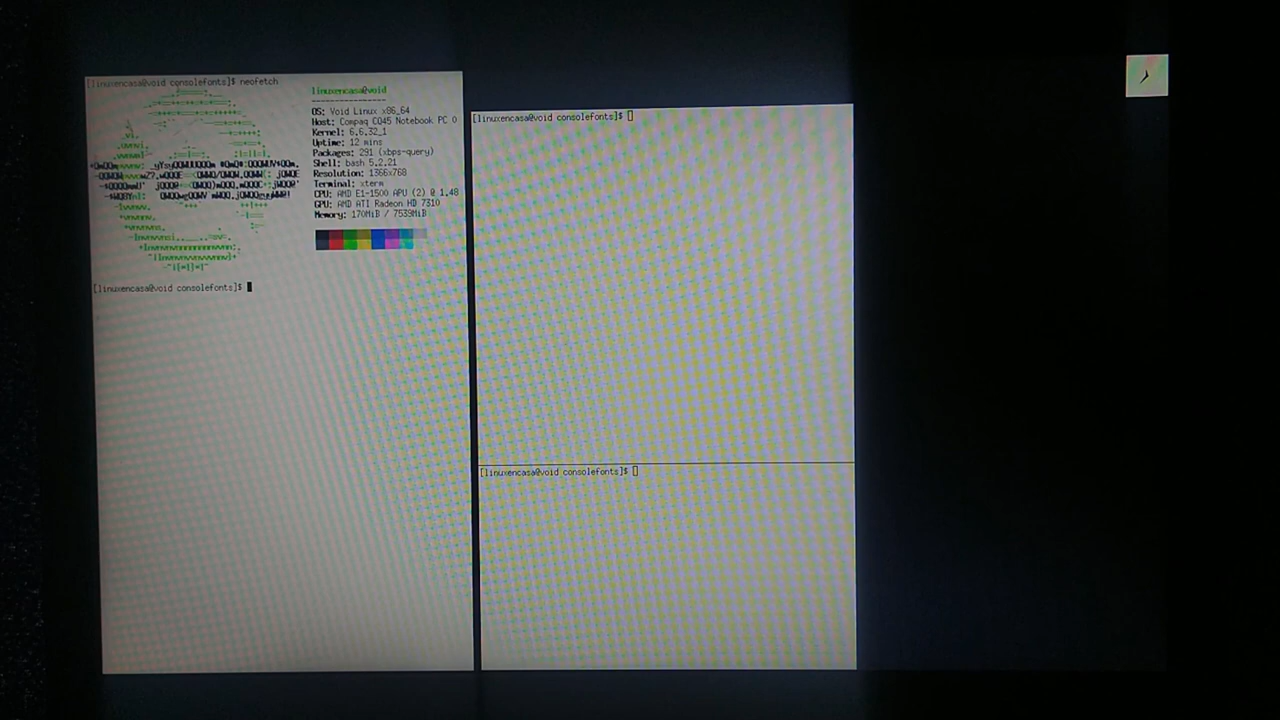 [linuxencasa@void consolefonts]$ neofetch
linuxencasa@void
----------------
OS: Void Linux x86_64
Host: Compaq CQ45 Notebook PC 0
Kernel: 6.6.32_1
Uptime: 12 mins
Packages: 291 (xbps-query)
Shell: bash 5.2.21
Resolution: 1366x768
Terminal: xterm
CPU: AMD E1-1500 APU (2) @ 1.48
GPU: AMD ATI Radeon HD 7310
Memory: 170MiB / 7539MiB
[linuxencasa@void consolefonts]$
[linuxencasa@void consolefonts]$
[linuxencasa@void consolefonts]$